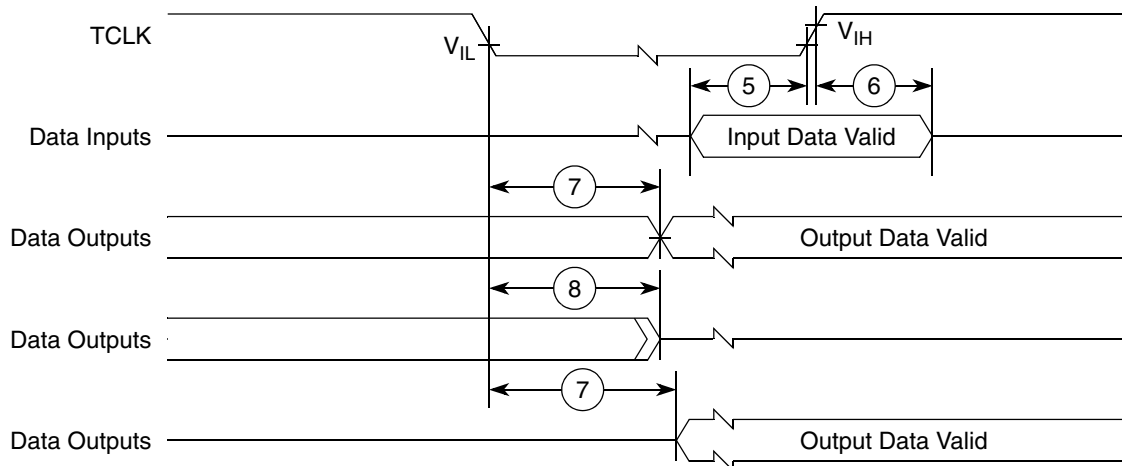 TCLK
V_IL
V_IH
5
6
Data Inputs
Input Data Valid
7
Data Outputs
Output Data Valid
8
Data Outputs
7
Data Outputs
Output Data Valid